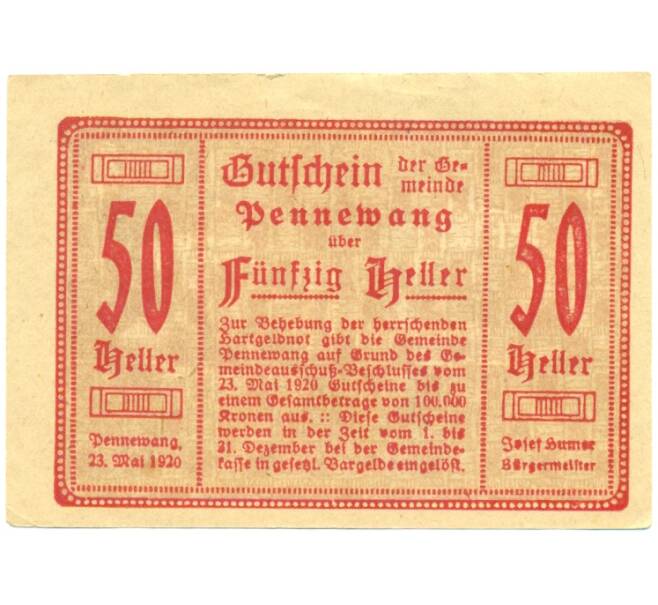 50
Heller
Pennewang,
23. Mai 1920
Gutschein der Ge-
meinde
Pennewang
über
Fünfzig Heller
Zur Behebung der herrschenden
Hartgeldnot gibt die Gemeinde
Pennewang auf Grund des Ge-
meindeausschuß-Beschlusses vom
23. Mai 1920 Gutscheine bis zu
einem Gesamtbetrage von 100.000
Kronen aus. :: Diese Gutscheine
werden in der Zeit vom 1. bis
31. Dezember bei der Gemeinde-
kasse in gesetzl. Bargelde eingelöst.
50
Heller
Josef Humer
Bürgermeister